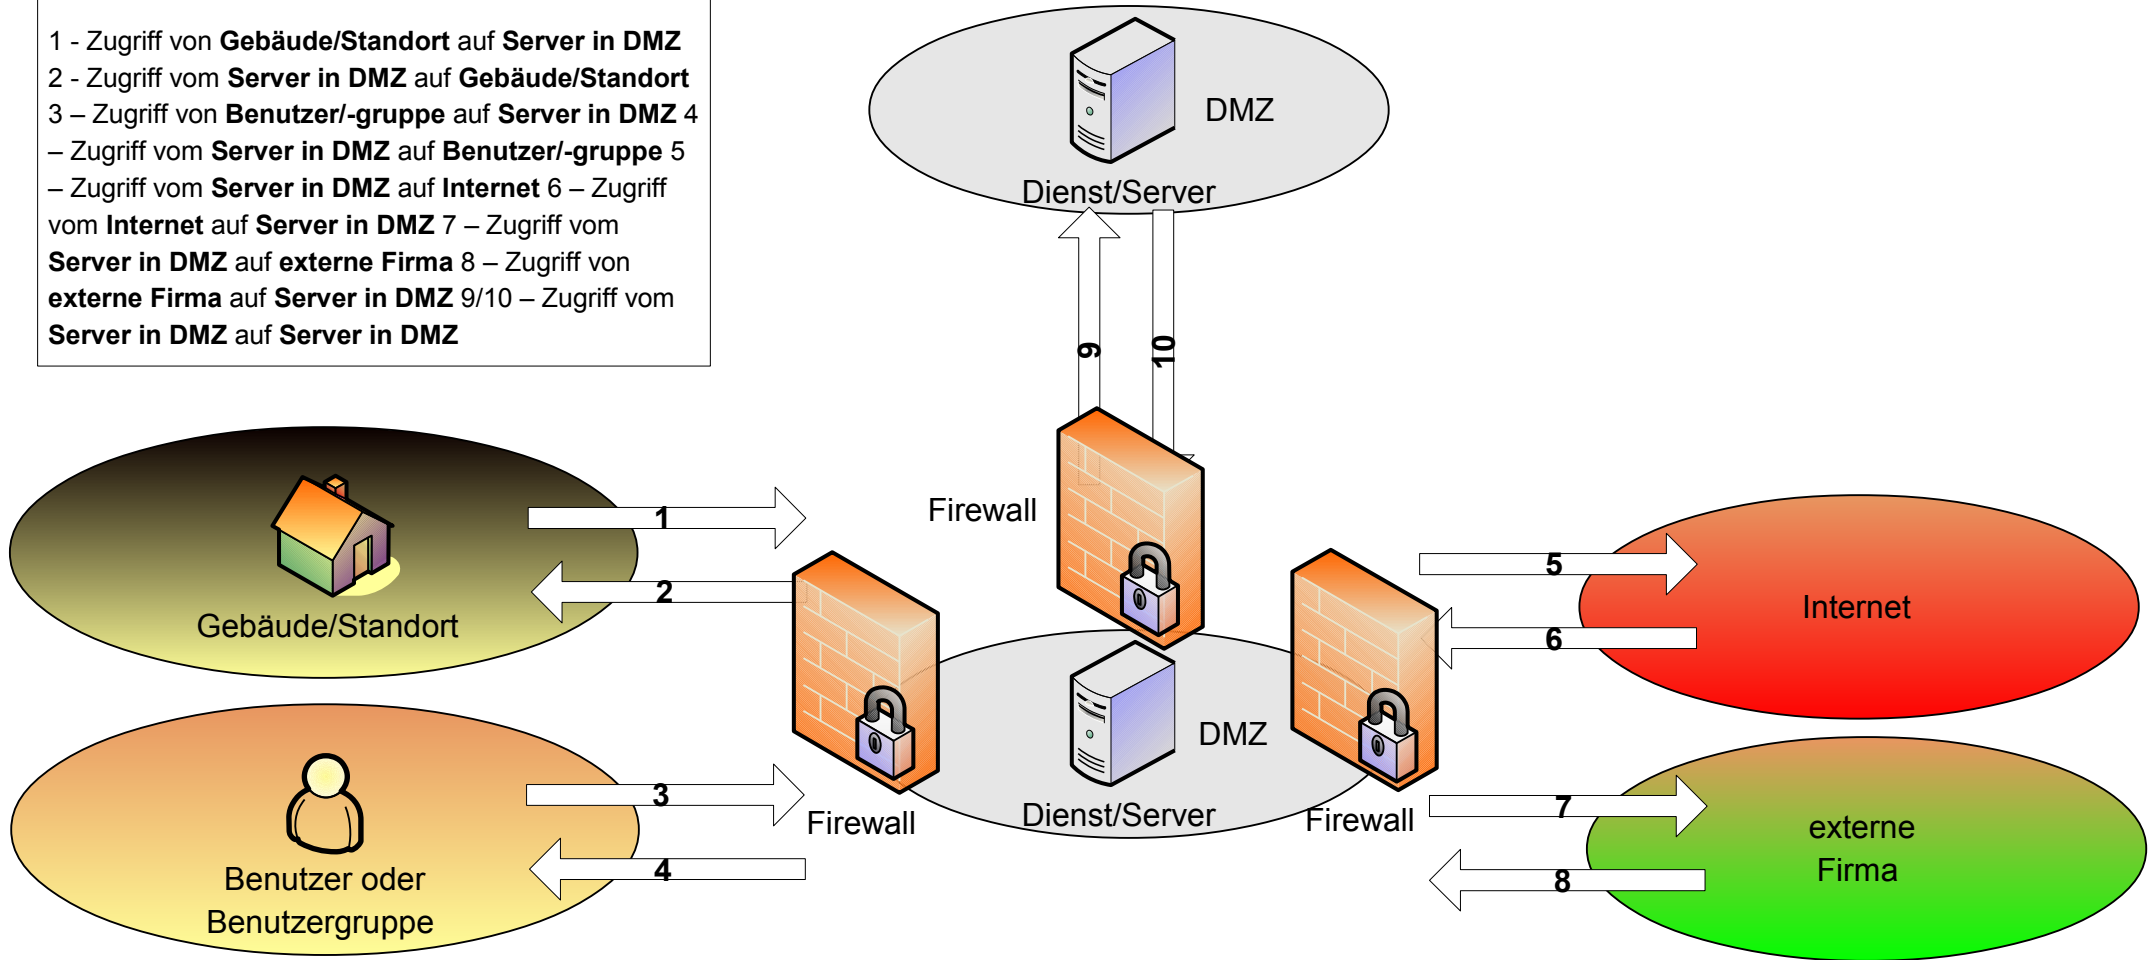 1 - Zugriff von Gebäude/Standort auf Server in DMZ
2 - Zugriff vom Server in DMZ auf Gebäude/Standort
3 – Zugriff von Benutzer/-gruppe auf Server in DMZ 4
– Zugriff vom Server in DMZ auf Benutzer/-gruppe 5
– Zugriff vom Server in DMZ auf Internet 6 – Zugriff
vom Internet auf Server in DMZ 7 – Zugriff vom
Server in DMZ auf externe Firma 8 – Zugriff von
externe Firma auf Server in DMZ 9/10 – Zugriff vom
Server in DMZ auf Server in DMZ
DMZ
Dienst/Server
9
10
Firewall
1
2
Gebäude/Standort
5
6
Internet
3
4
Benutzer oder
Benutzergruppe
Firewall
DMZ
Dienst/Server
Firewall
7
8
externe
Firma